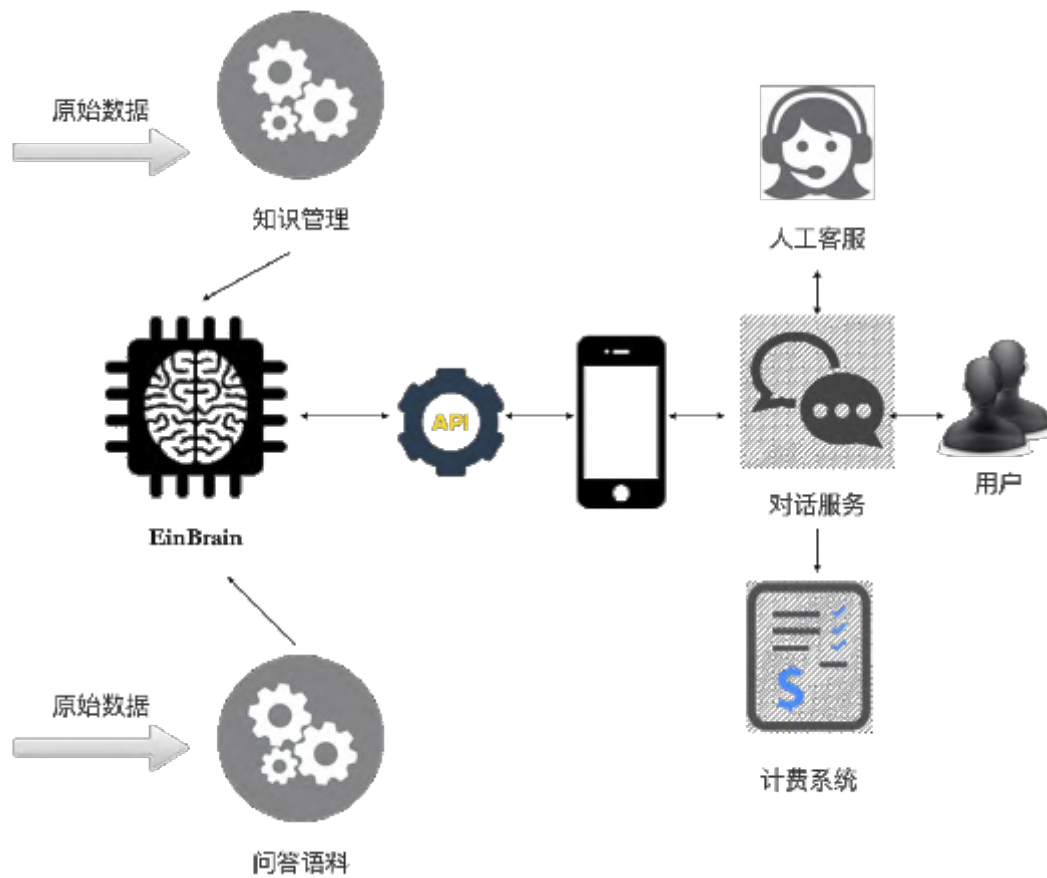 原始数据
知识管理
人工客服
API
EinBrain
对话服务
用户
原始数据
$
计费系统
问答语料